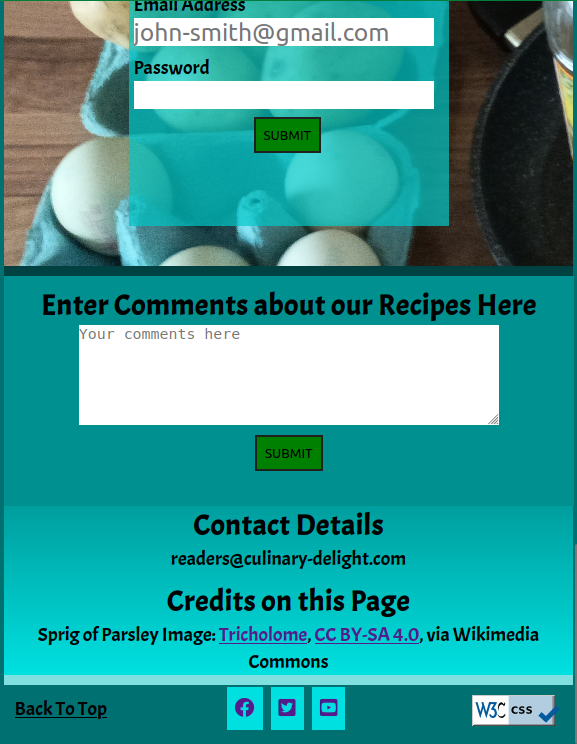 Email Address
john-smith@gmail.com
Password
SUBMIT
Enter Comments about our Recipes Here
Your comments here
SUBMIT
Contact Details
readers@culinary-delight.com
Credits on this Page
Sprig of Parsley Image: Tricholome, CC BY-SA 4.0, via Wikimedia
Commons
Back To Top
W3C css